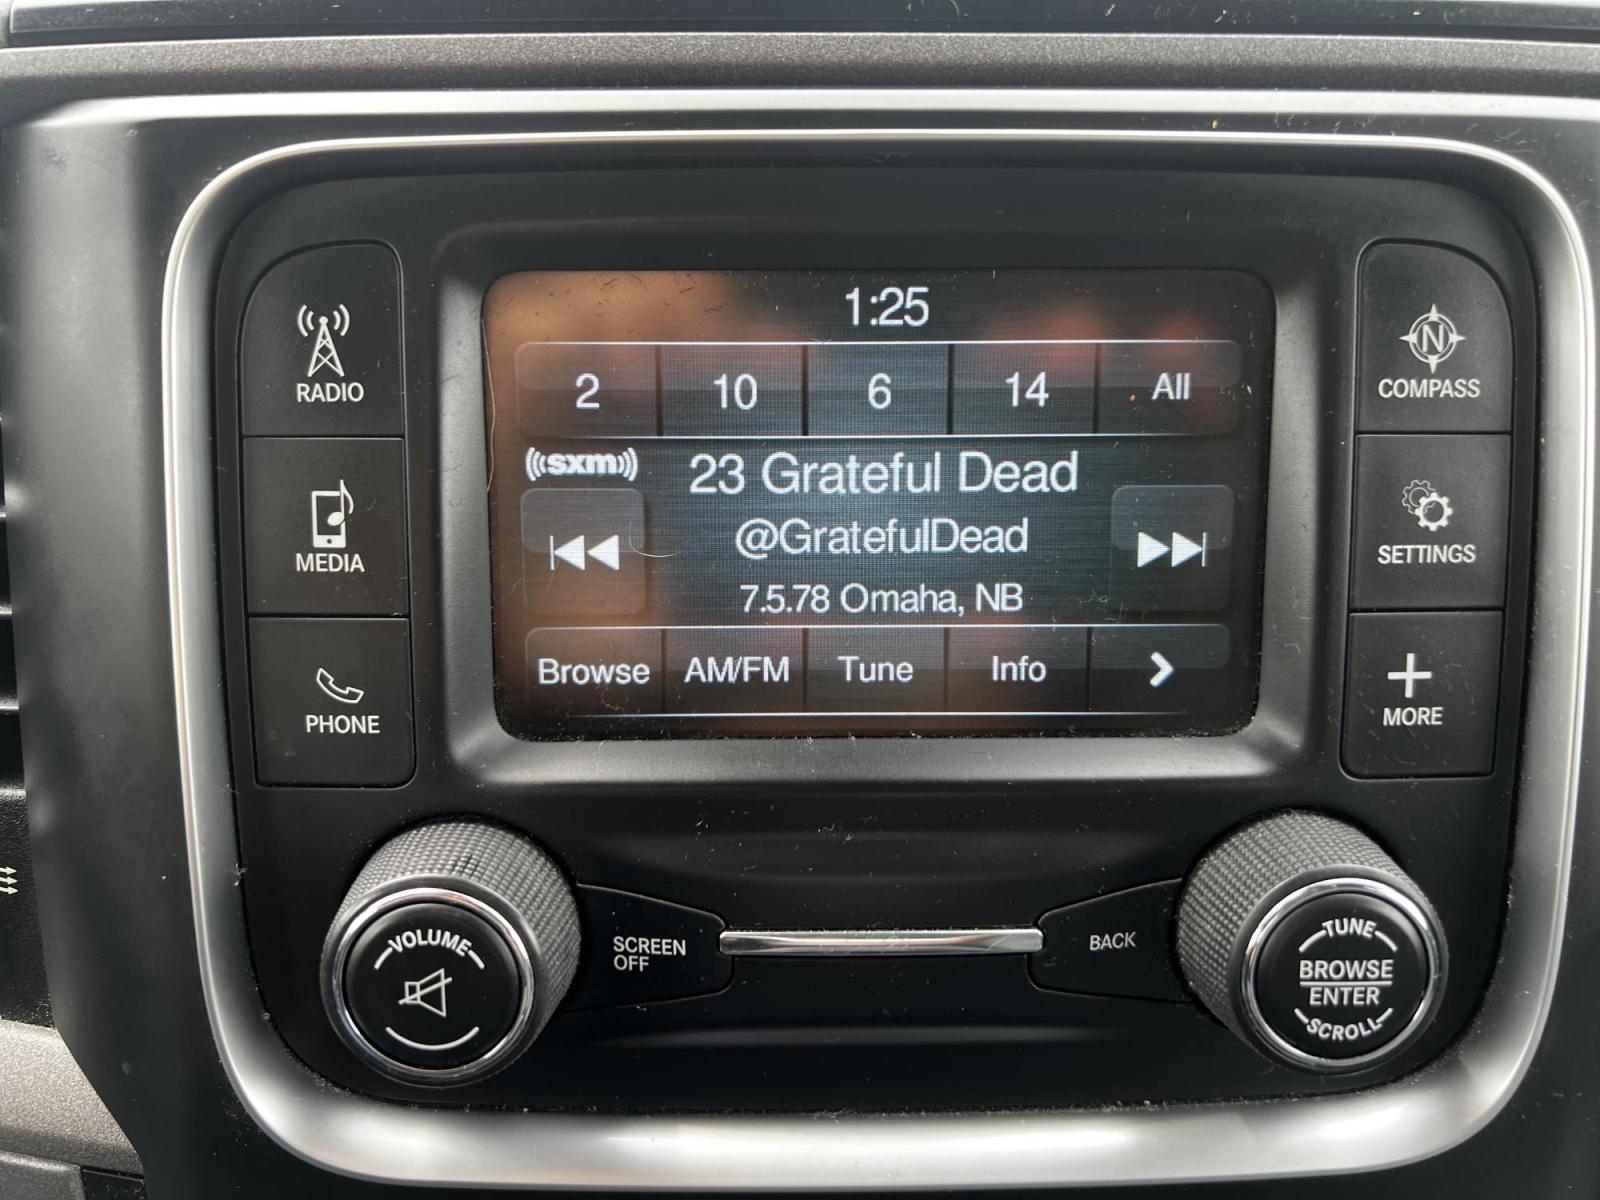 1:25
2 10 6 14 All
((sxm)) 23 Grateful Dead
@GratefulDead
7.5.78 Omaha, NB
Browse AM/FM Tune Info
RADIO
MEDIA
PHONE
N
COMPASS
SETTINGS
MORE
VOLUME
SCREEN
OFF
BACK
TUNE
BROWSE
ENTER
SCROLL